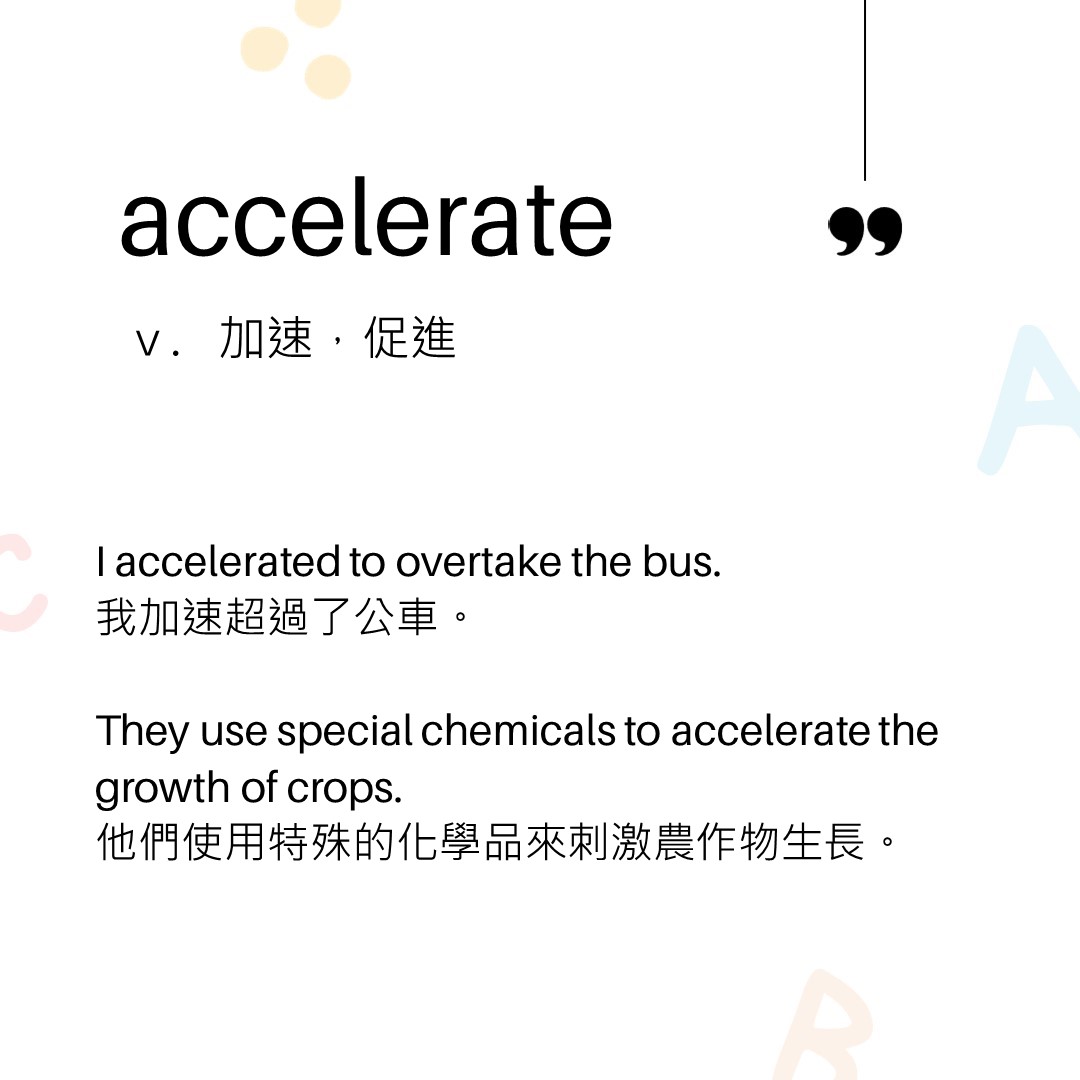 accelerate
”
v. 加速，促進
A
C
I accelerated to overtake the bus.
我加速超過了公車。
They use special chemicals to accelerate the
growth of crops.
他們使用特殊的化學品來刺激農作物生長。
B